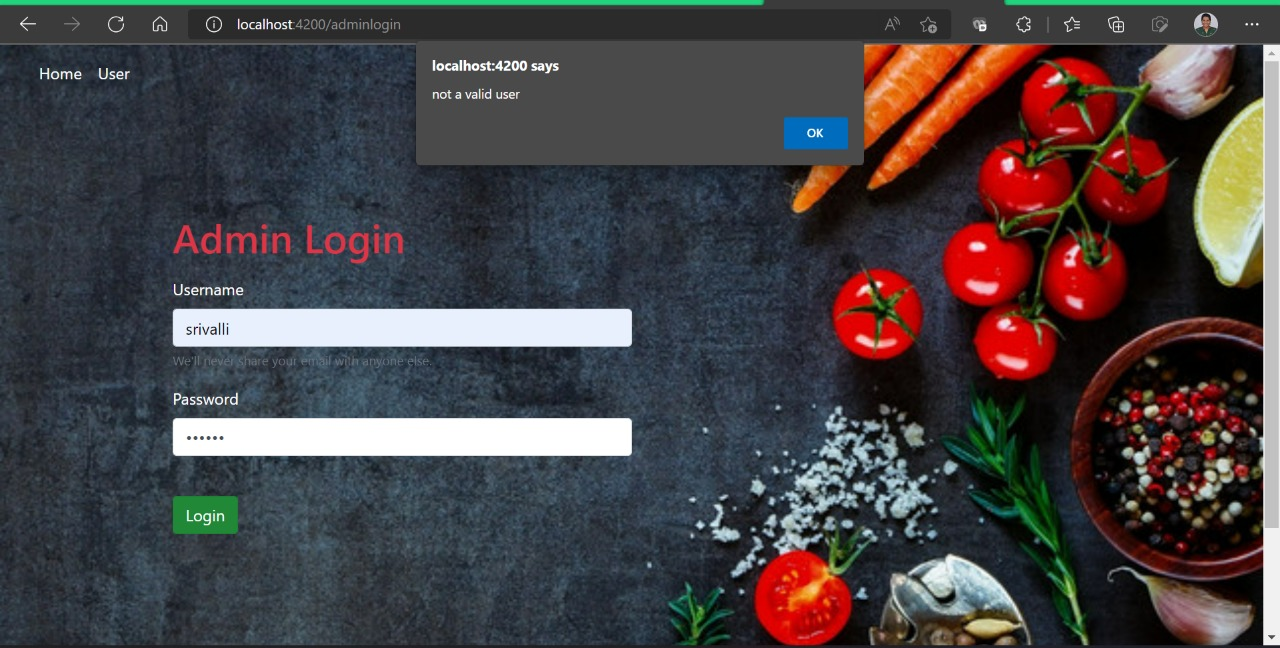 localhost:4200/adminlogin
localhost:4200 says
not a valid user
OK
Home User
Admin Login
Username
srivalli
We'll never share your email with anyone else.
Password
••••••
Login